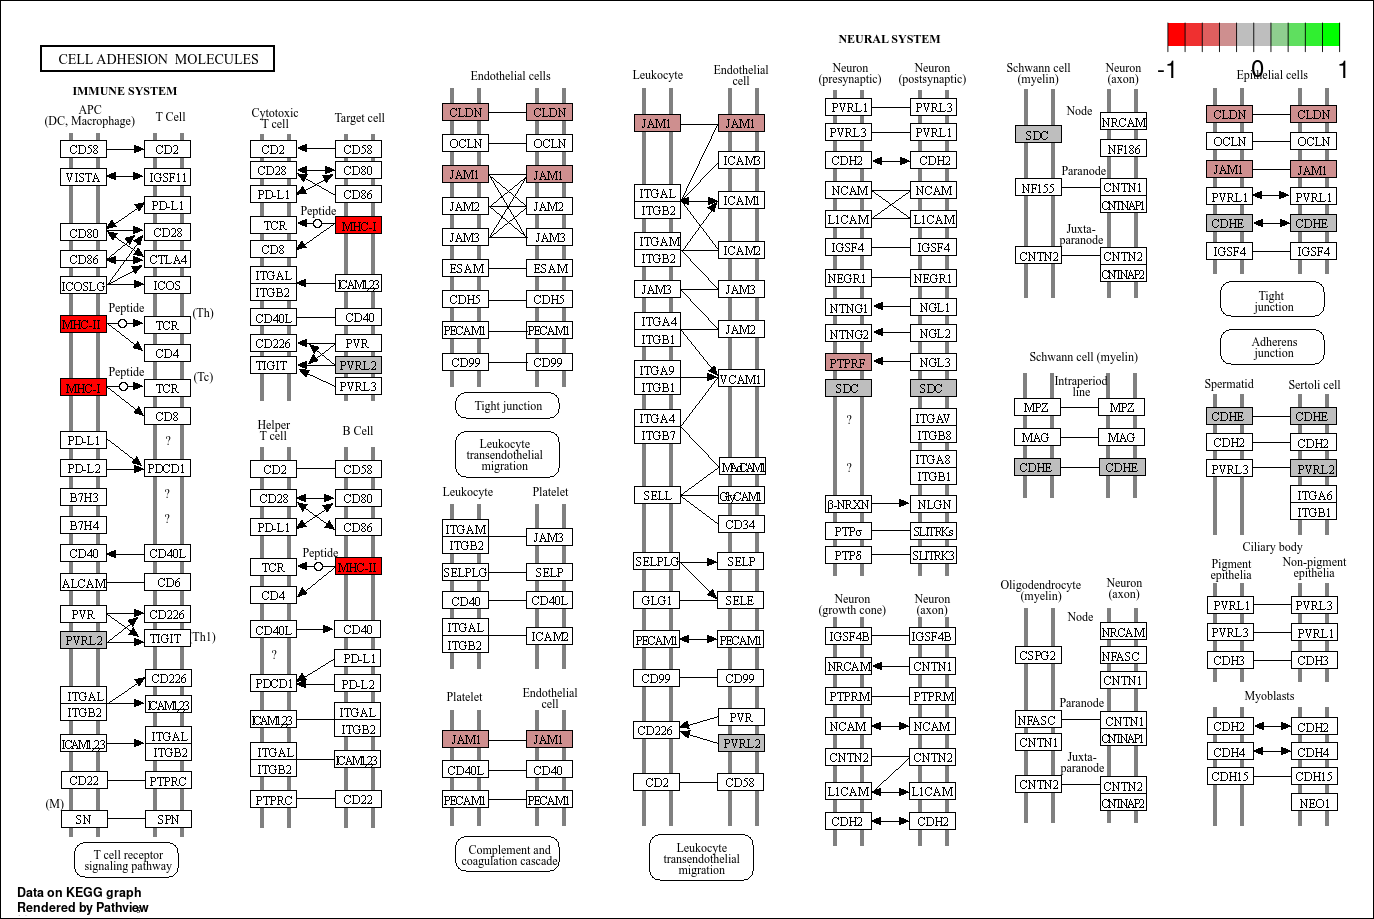 CELL ADHESION MOLECULES
IMMUNE SYSTEM
APC
(DC, Macrophage)
T Cell
CD58
CD2
VISTA
IGSF11
PD-L1
CD80
CD28
CD86
CTLA4
ICOSLG
ICOS
MHC-II
Peptide
TCR
(Th)
CD4
MHC-I
Peptide
TCR
(Tc)
CD8
PD-L1
?
PD-L2
PDCD1
B7H3
?
B7H4
?
CD40
CD40L
ALCAM
CD6
PVR
CD226
PVRL2
TIGIT
Th1)
CD226
ITGAL
ITGB2
ICAM1,2,3
ICAM1,2,3
ITGAL
ITGB2
CD22
PTPRC
(M)
SN
SPN
T cell receptor
signaling pathway
Cytotoxic
T cell
Target cell
CD2
CD58
CD28
CD80
PD-L1
CD86
Peptide
TCR
MHC-I
CD8
ITGAL
ITGB2
ICAM1,2,3
CD40L
CD40
CD226
PVR
TIGIT
PVRL2
PVRL3
Helper
T cell
B Cell
CD2
CD58
CD28
CD80
PD-L1
CD86
Peptide
TCR
MHC-II
CD4
CD40L
CD40
?
PD-L1
PDCD1
PD-L2
ICAM1,2,3
ITGAL
ITGB2
ITGAL
ITGB2
ICAM1,2,3
PTPRC
CD22
Endothelial cells
CLDN
CLDN
OCLN
OCLN
JAM1
JAM1
JAM2
JAM2
JAM3
JAM3
ESAM
ESAM
CDH5
CDH5
PECAM1
PECAM1
CD99
CD99
Tight junction
Leukocyte
transendothelial
migration
Leukocyte
Platelet
ITGAM
ITGB2
JAM3
SELPLG
SELP
CD40
CD40L
ITGAL
ITGB2
ICAM2
Platelet
Endothelial
cell
JAM1
JAM1
CD40L
CD40
PECAM1
PECAM1
Complement and
coagulation cascade
Leukocyte
Endothelial
cell
JAM1
JAM1
ICAM3
ITGAL
ITGB2
ICAM1
ITGAM
ITGB2
ICAM2
JAM3
JAM3
ITGA4
ITGB1
JAM2
ITGA9
ITGB1
VCAM1
ITGA4
ITGB7
MAdCAM1
SELL
GlyCAM1
CD34
SELPLG
SELP
GLG1
SELE
PECAM1
PECAM1
CD99
CD99
PVR
CD226
PVRL2
CD2
CD58
Leukocyte
transendothelial
migration
NEURAL SYSTEM
Neuron
(presynaptic)
Neuron
(postsynaptic)
PVRL1
PVRL3
PVRL3
PVRL1
CDH2
CDH2
NCAM
NCAM
L1CAM
L1CAM
IGSF4
IGSF4
NEGR1
NEGR1
NTNG1
NGL1
NTNG2
NGL2
PTPRF
NGL3
SDC
SDC
?
ITGAV
ITGB8
?
ITGA8
ITGB1
β-NRXN
NLGN
PTPσ
SLITRKs
PTPδ
SLITRK3
Neuron
(growth cone)
Neuron
(axon)
IGSF4B
IGSF4B
NRCAM
CNTN1
PTPRM
PTPRM
NCAM
NCAM
CNTN2
CNTN2
L1CAM
L1CAM
CDH2
CDH2
Schwann cell
(myelin)
Neuron
(axon)
Node
NRCAM
SDC
NF186
Paranode
NF155
CNTN1
CNTNAP1
Juxta-
paranode
CNTN2
CNTN2
CNTNAP2
Schwann cell (myelin)
Intraperiod
line
MPZ
MPZ
MAG
MAG
CDHE
CDHE
Oligodendrocyte
(myelin)
Neuron
(axon)
Node
NRCAM
CSPG2
NFASC
CNTN1
Paranode
NFASC
CNTN1
CNTN1
CNTNAP1
Juxta-
paranode
CNTN2
CNTN2
CNTNAP2
-1
0
1
Epithelial cells
CLDN
CLDN
OCLN
OCLN
JAM1
JAM1
PVRL1
PVRL1
CDHE
CDHE
IGSF4
IGSF4
Tight
junction
Adherens
junction
Spermatid
Sertoli cell
CDHE
CDHE
CDH2
CDH2
PVRL3
PVRL2
ITGA6
ITGB1
Ciliary body
Pigment
epithelia
Non-pigment
epithelia
PVRL1
PVRL3
PVRL3
PVRL1
CDH3
CDH3
Myoblasts
CDH2
CDH2
CDH4
CDH4
CDH15
CDH15
NEO1
Data on KEGG graph
Rendered by Pathview